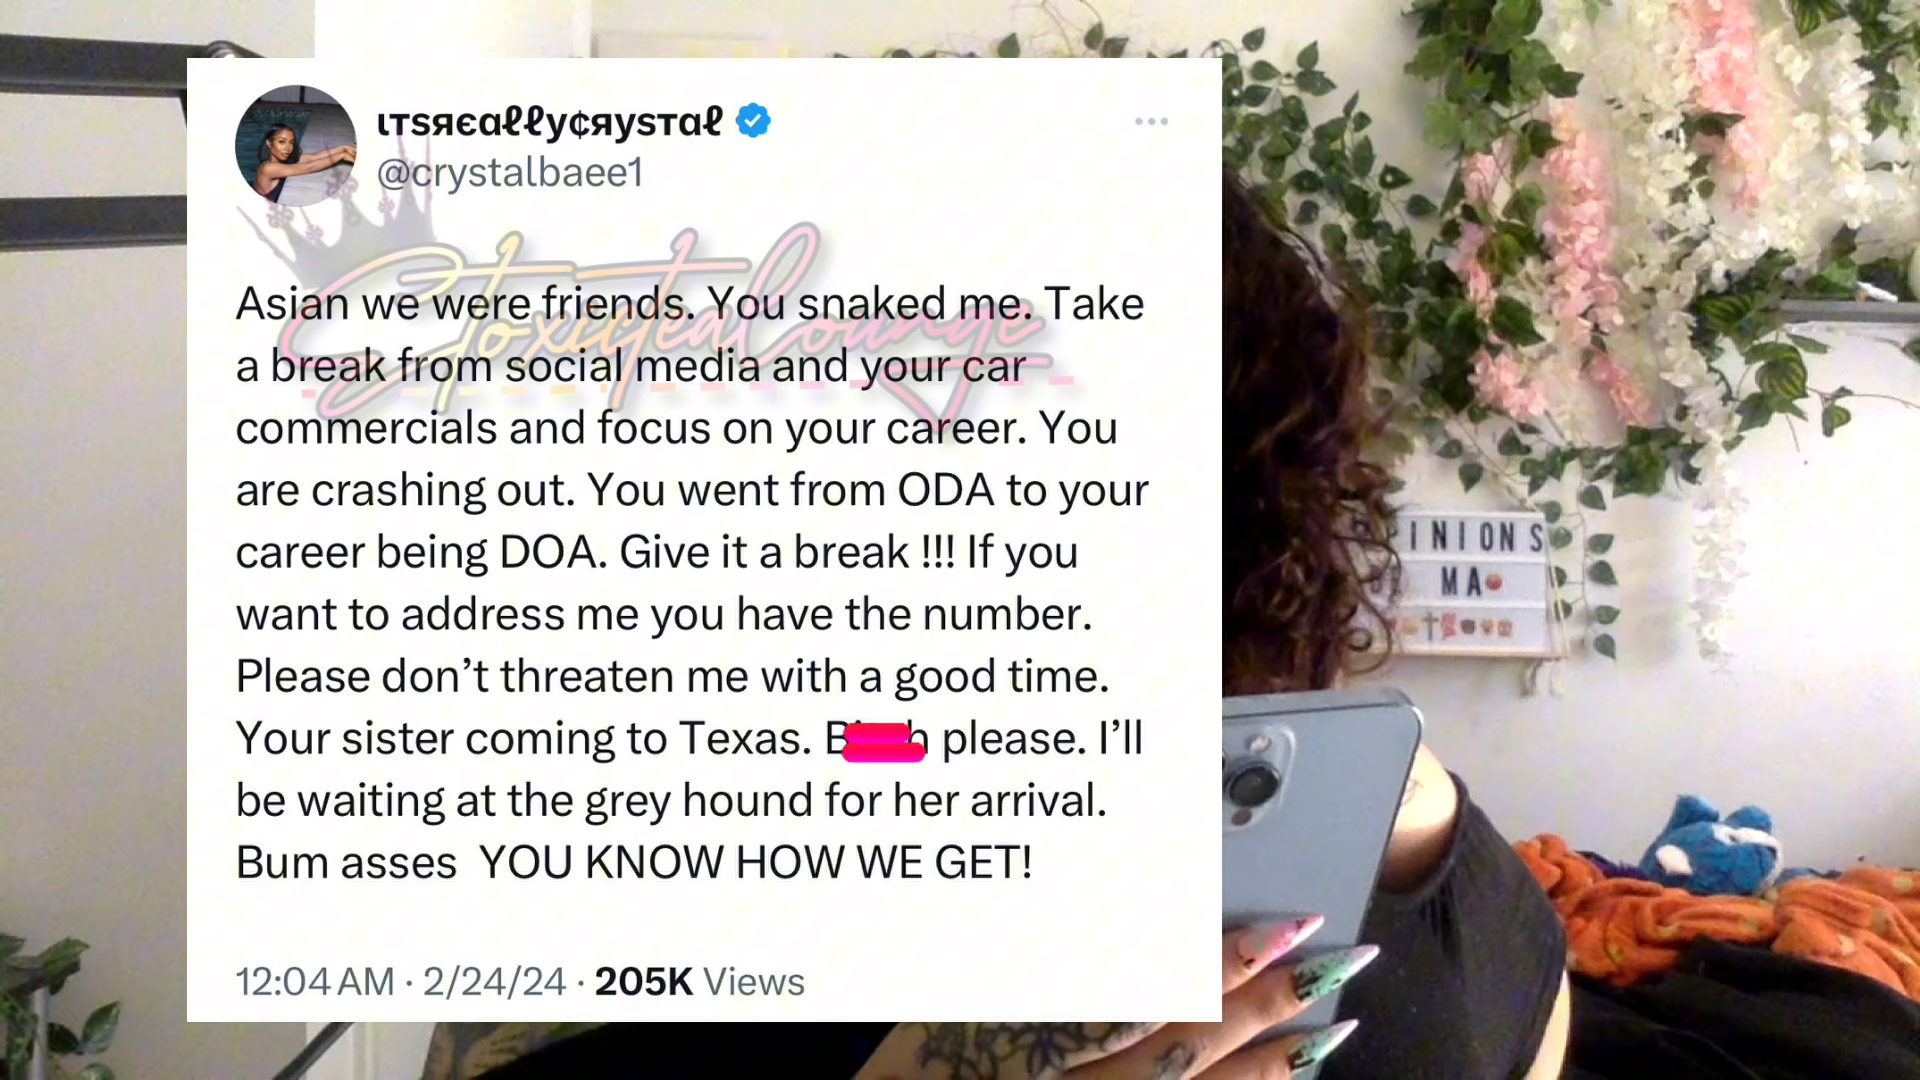 ιтѕяєαℓℓу¢яуѕтαℓ
@crystalbaee1
Stoxictealounge
Asian we were friends. You snaked me. Take
a break from social media and your car
commercials and focus on your career. You
are crashing out. You went from ODA to your
career being DOA. Give it a break !!! If you
want to address me you have the number.
Please don’t threaten me with a good time.
Your sister coming to Texas. B h please. I’ll
be waiting at the grey hound for her arrival.
Bum asses YOU KNOW HOW WE GET!
12:04 AM · 2/24/24 · 205K Views
PINIONS
MA